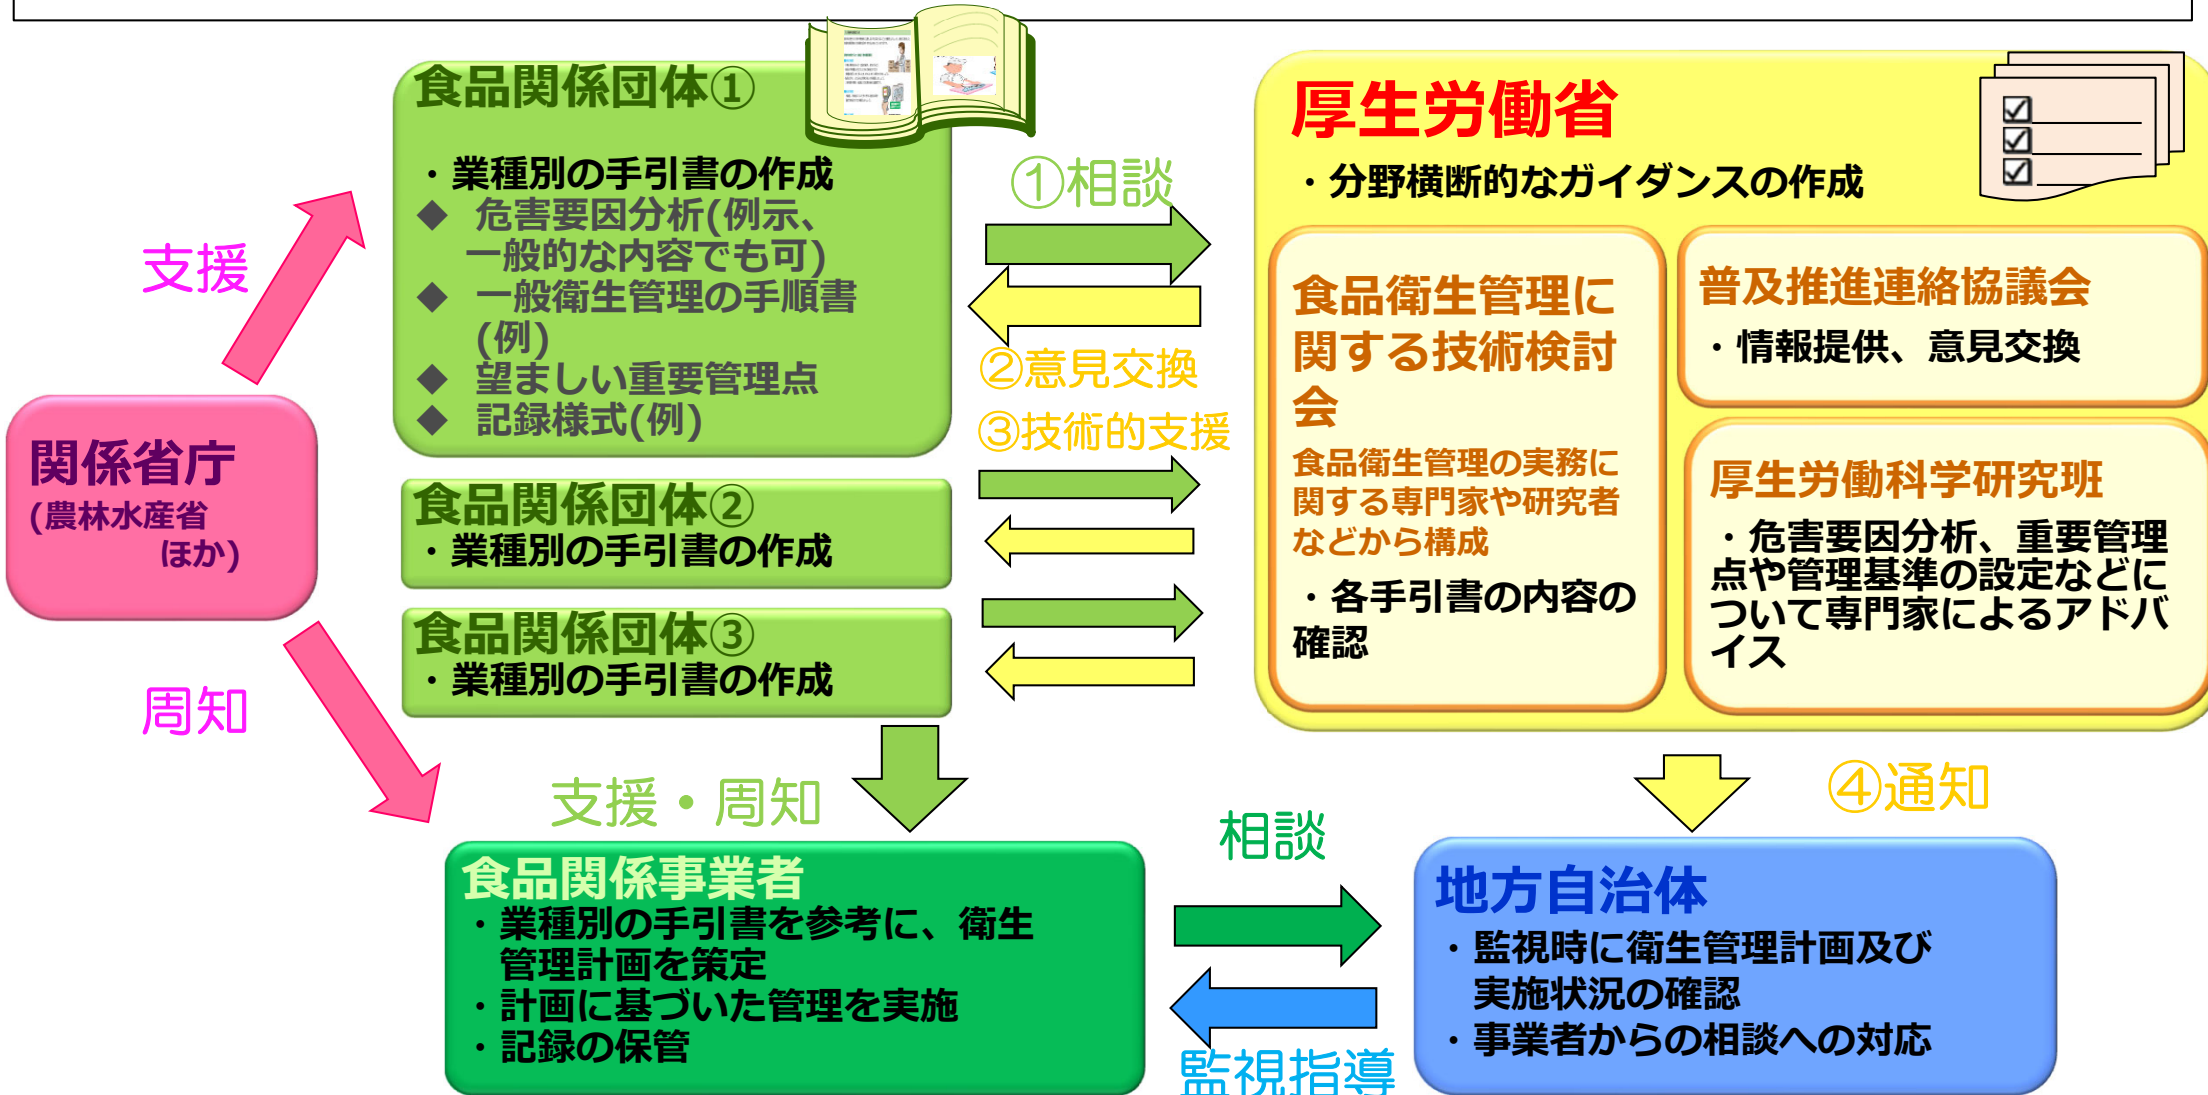 食品関係団体①
・業種別の手引書の作成
◆ 危害要因分析(例示、
一般的な内容でも可)
◆ 一般衛生管理の手順書
(例)
◆ 望ましい重要管理点
◆ 記録様式(例)
食品関係団体②
・業種別の手引書の作成
食品関係団体③
・業種別の手引書の作成
支援
関係省庁
(農林水産省
ほか)
周知
①相談
②意見交換
③技術的支援
厚生労働省
・分野横断的なガイダンスの作成
食品衛生管理に
関する技術検討
会
食品衛生管理の実務に
関する専門家や研究者
などから構成
・各手引書の内容の
確認
普及推進連絡協議会
・情報提供、意見交換
厚生労働科学研究班
・危害要因分析、重要管理
点や管理基準の設定などに
ついて専門家によるアドバ
イス
支援・周知
④通知
食品関係事業者
・業種別の手引書を参考に、衛生
管理計画を策定
・計画に基づいた管理を実施
・記録の保管
相談
監視指導
地方自治体
・監視時に衛生管理計画及び
実施状況の確認
・事業者からの相談への対応